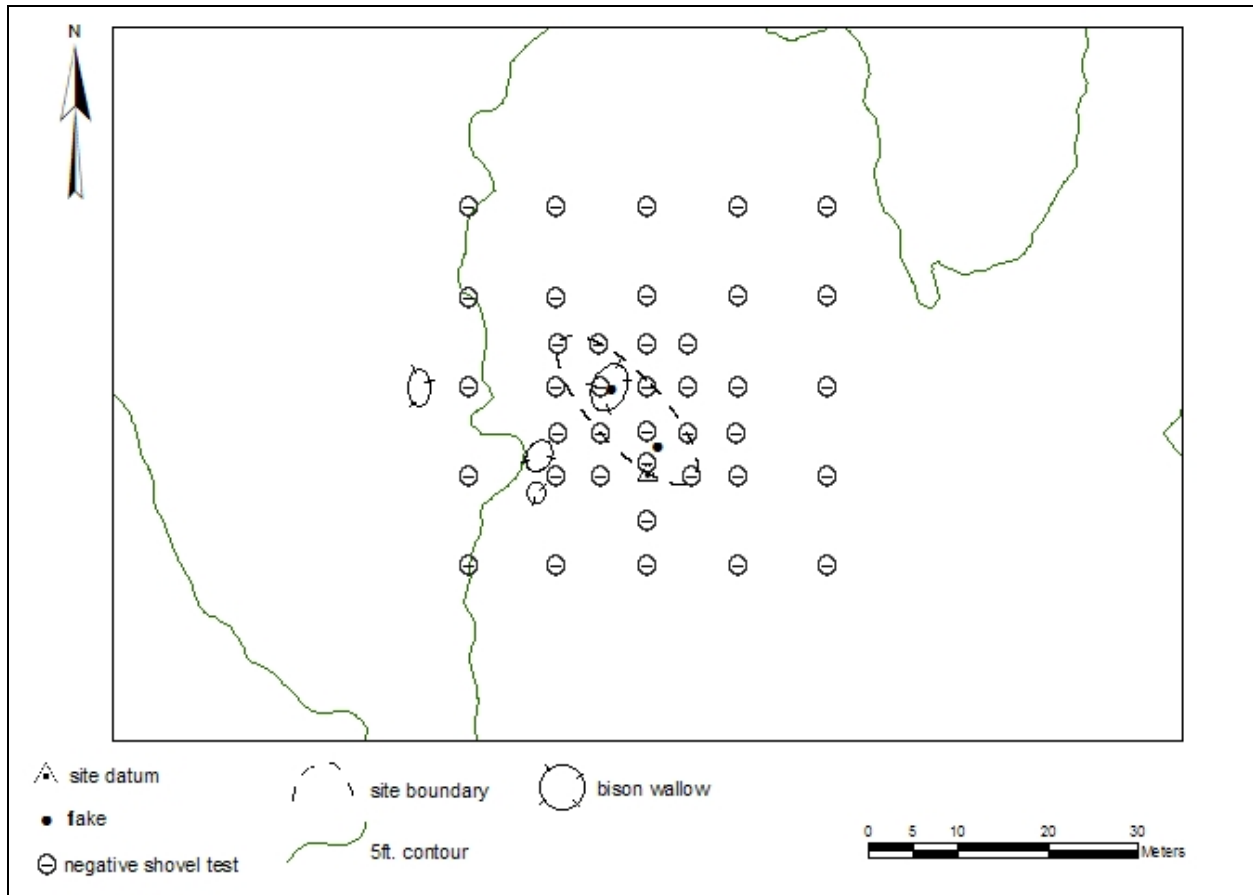 N
site datum
fake
negative shovel test
site boundary
5ft. contour
bison wallow
0 5 10 20 30
Meters